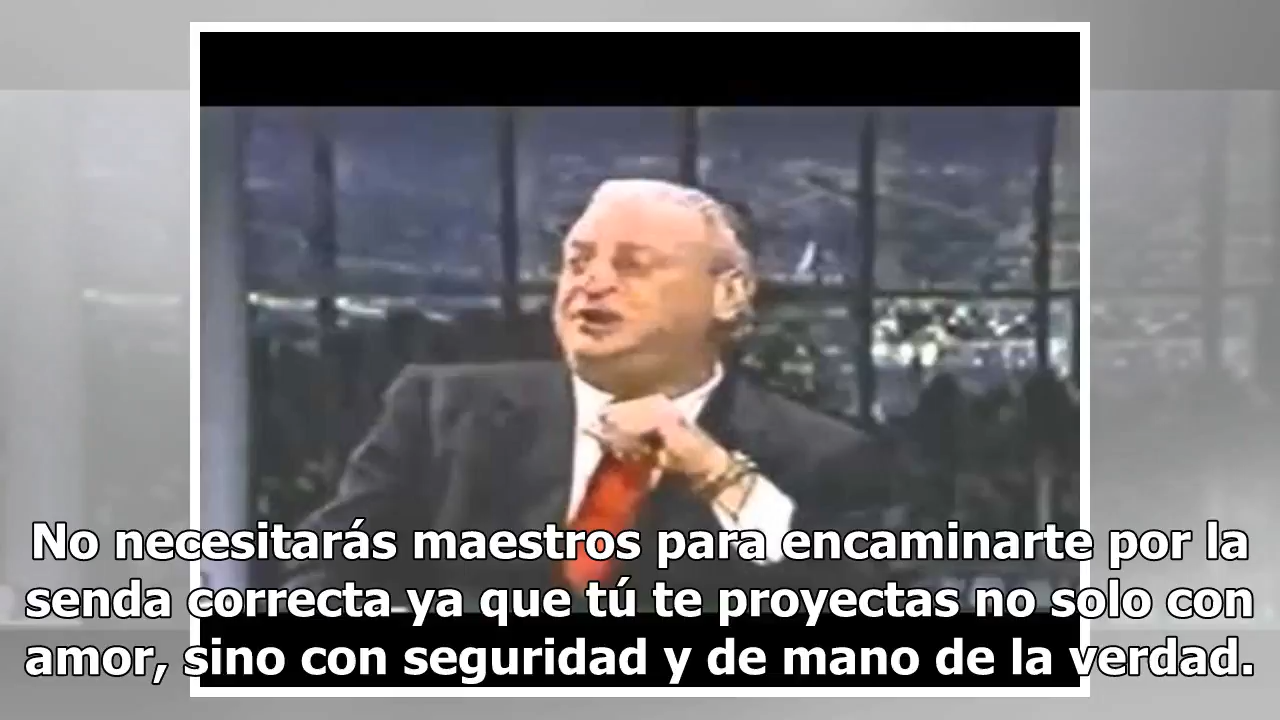 No necesitarás maestros para encaminarte por la
senda correcta ya que tú te proyectas no solo con
amor, sino con seguridad y de mano de la verdad.